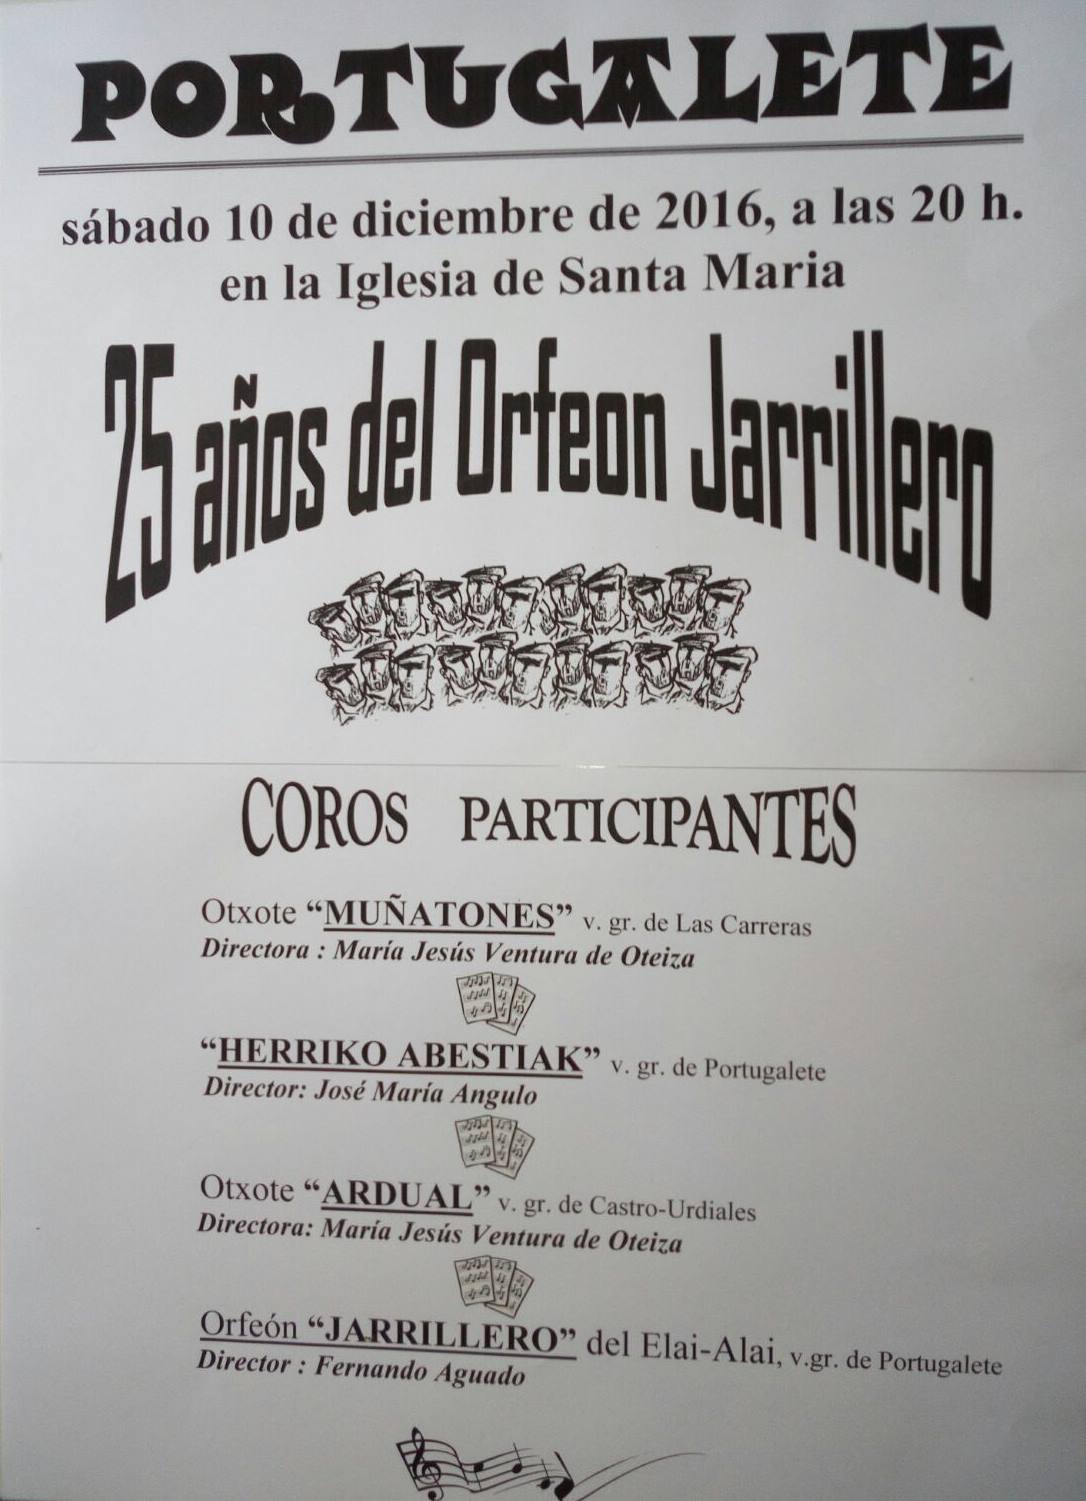 PORTUGALETE
sábado 10 de diciembre de 2016, a las 20 h.
en la Iglesia de Santa Maria
25 años del Orfeon Jarrillero
COROS PARTICIPANTES
Otxote “MUÑATONES” v. gr. de Las Carreras
Directora : María Jesús Ventura de Oteiza
“HERRIKO ABESTIAK” v. gr. de Portugalete
Director: José María Angulo
Otxote “ARDUAL” v. gr. de Castro-Urdiales
Directora: María Jesús Ventura de Oteiza
Orfeón “JARRILLERO” del Elai-Alai, v.gr. de Portugalete
Director : Fernando Aguado